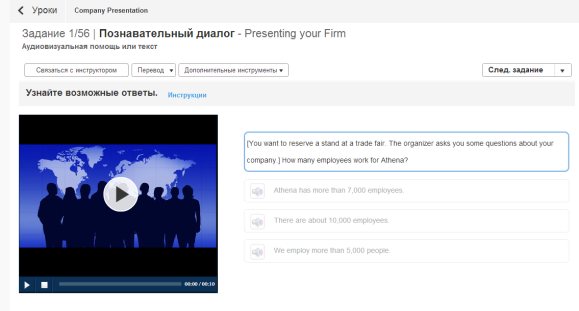 Уроки Company Presentation
Задание 1/56 | Познавательный диалог - Presenting your Firm
Аудиовизуальная помощь или текст
Связаться с инструктором Перевод Дополнительные инструменты След. задание
Узнайте возможные ответы. Инструкции
[You want to reserve a stand at a trade fair. The organizer asks you some questions about your
company.] How many employees work for Athena?
Athena has more than 7,000 employees.
There are about 10,000 employees.
We employ more than 5,000 people.
00:00 / 00:10